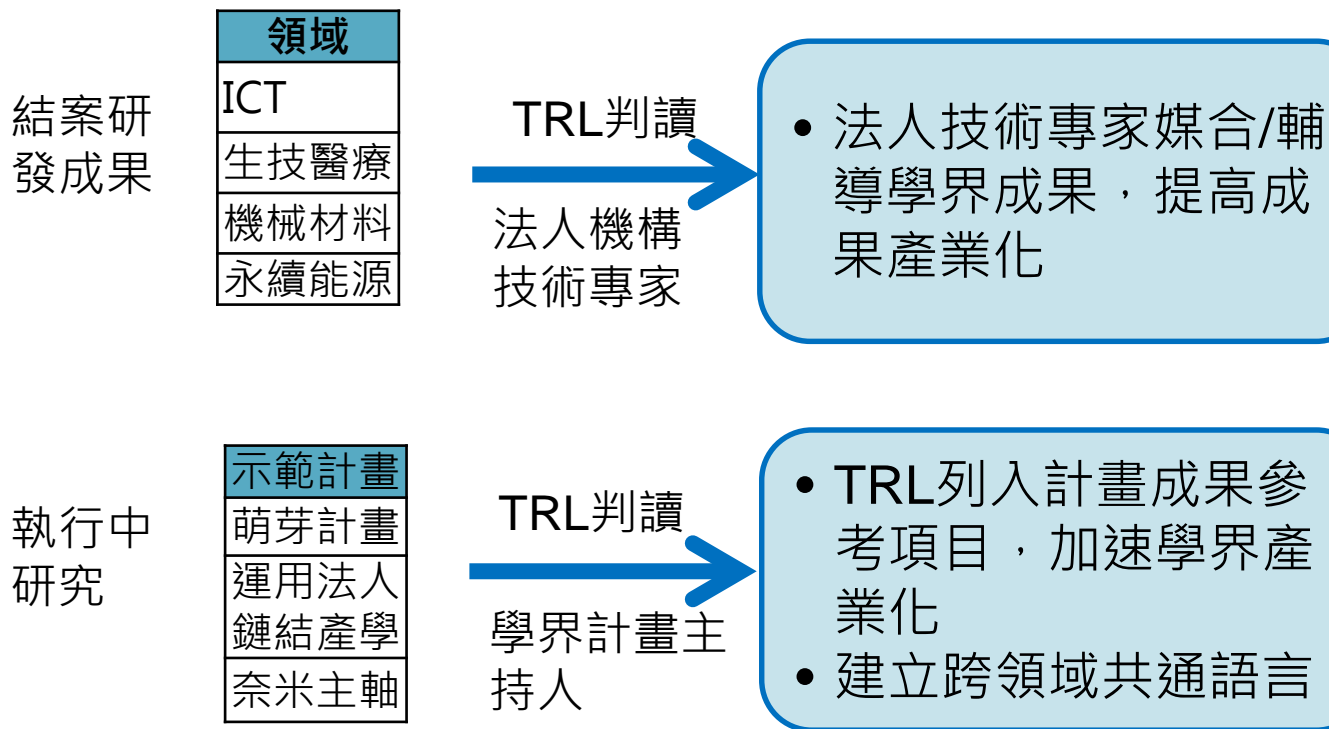 結案研
發成果
領域
ICT
生技醫療
機械材料
永續能源
TRL判讀
法人機構
技術專家
• 法人技術專家媒合/輔
導學界成果，提高成
果產業化
執行中
研究
示範計畫
萌芽計畫
運用法人
鏈結產學
奈米主軸
TRL判讀
學界計畫主
持人
• TRL列入計畫成果參
考項目，加速學界產
業化
• 建立跨領域共通語言